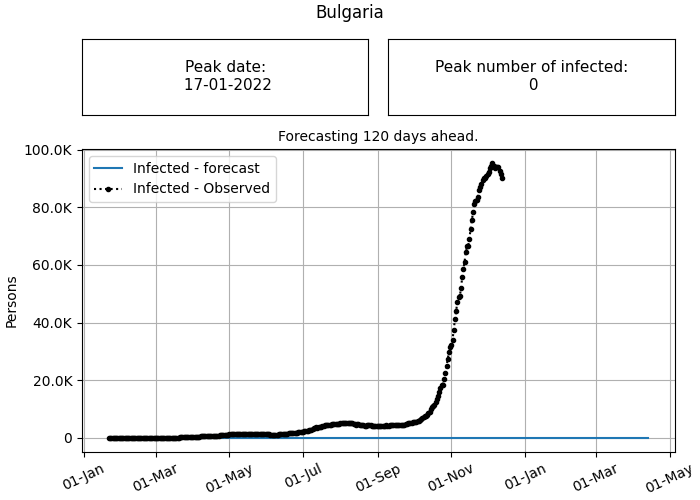 Bulgaria
Peak date:
17-01-2022
Peak number of infected:
0
Forecasting 120 days ahead.
100.0K
80.0K
60.0K
40.0K
20.0K
0
Persons
Infected - forecast
Infected - Observed
01-Jan
01-Mar
01-May
01-Jul
01-Sep
01-Nov
01-Jan
01-Mar
01-May